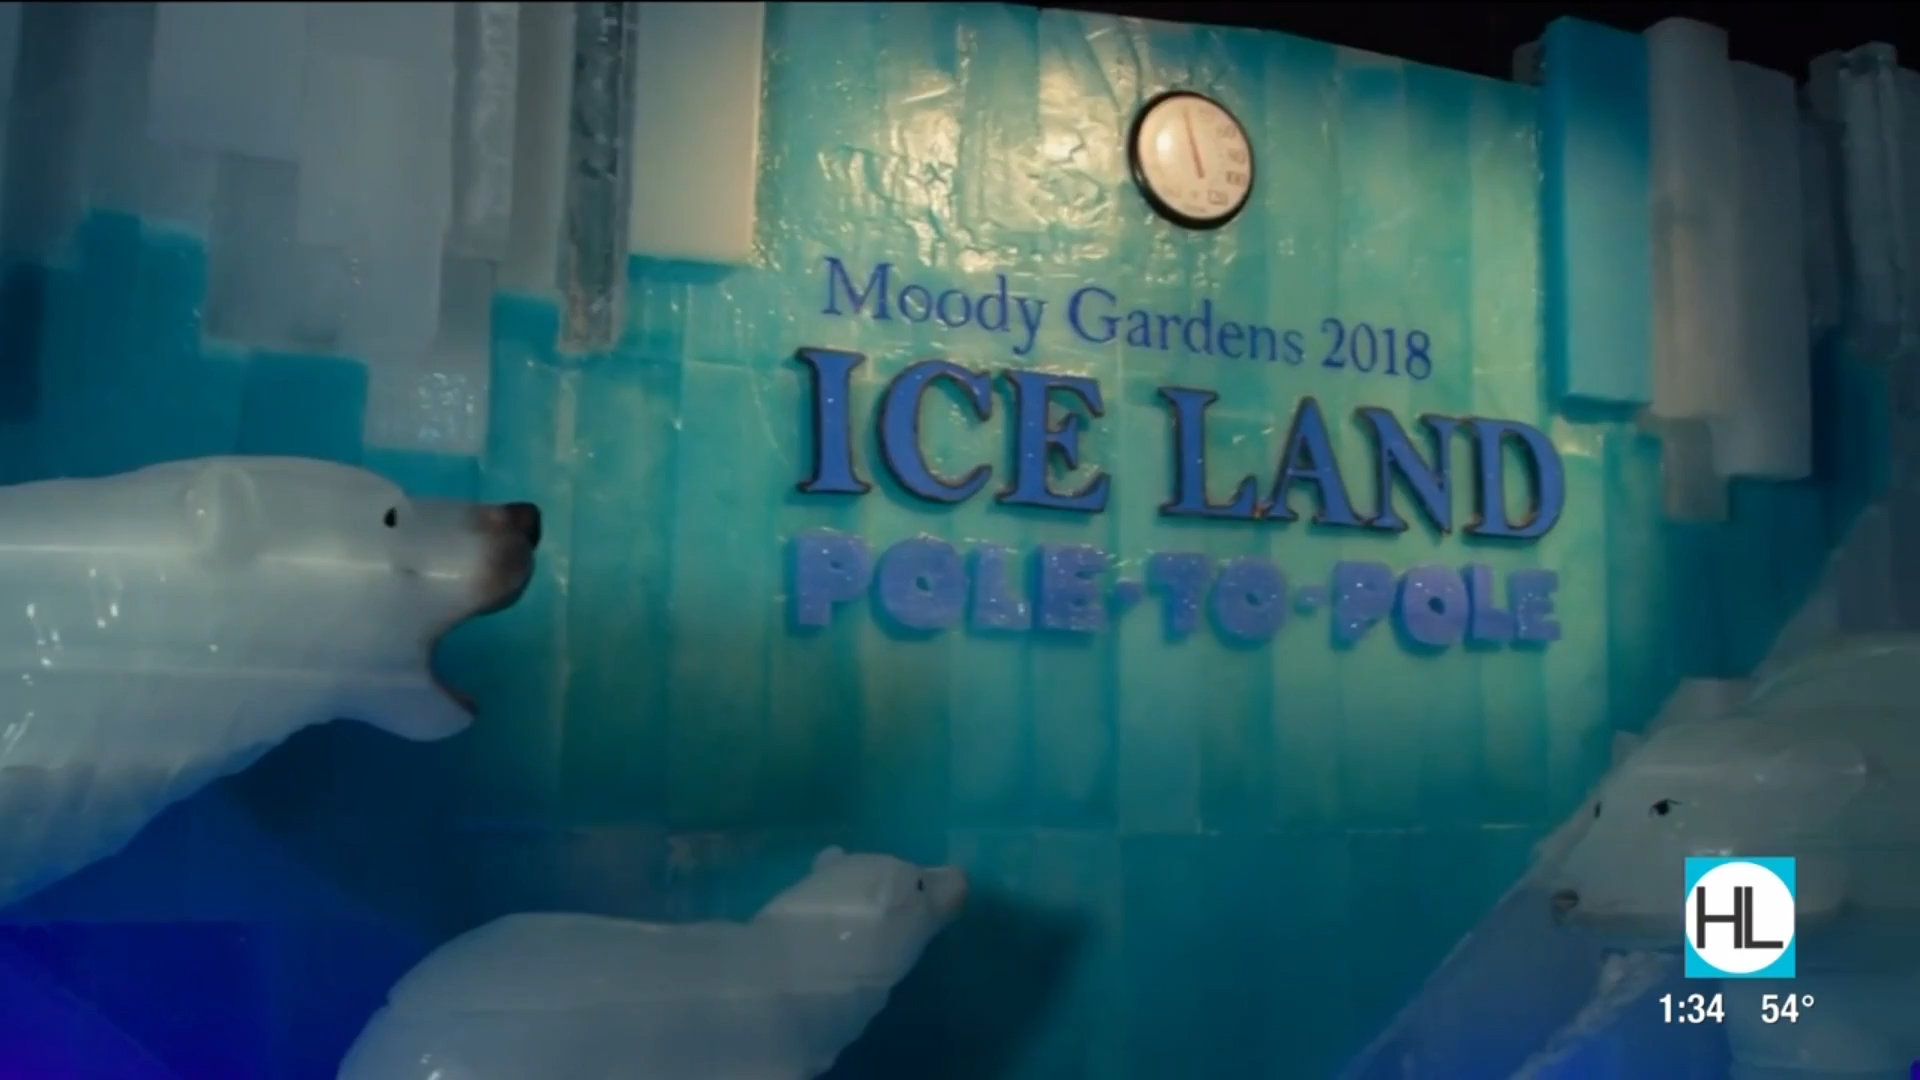 Moody Gardens 2018
ICE LAND
POLE-TO-POLE
HL
1:34 54°